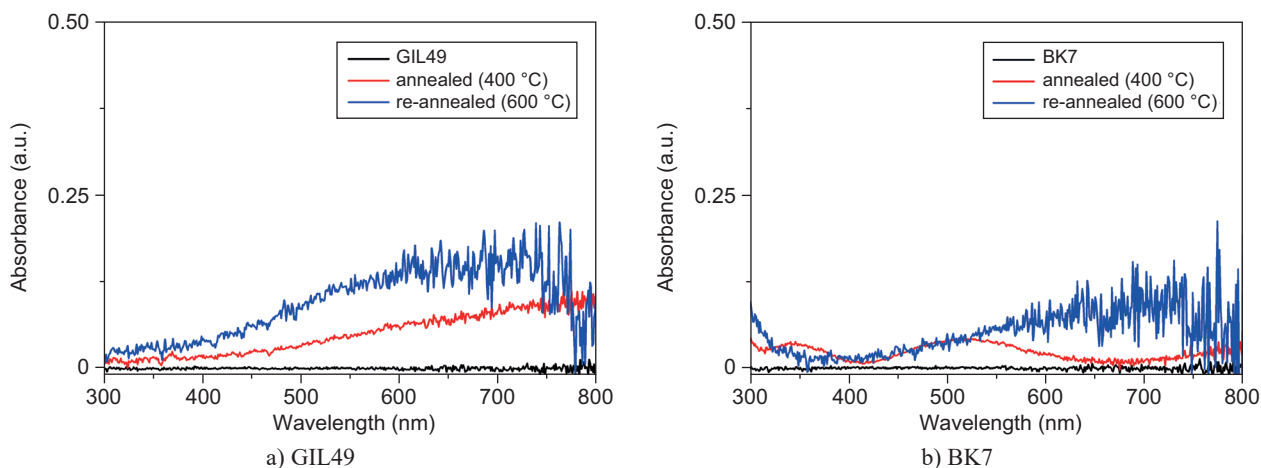 0.50
0.25
0
Absorbance (a.u.)
GIL49
annealed (400 °C)
re-annealed (600 °C)
300 400 500 600 700 800
Wavelength (nm)
a) GIL49
0.50
0.25
0
Absorbance (a.u.)
BK7
annealed (400 °C)
re-annealed (600 °C)
300 400 500 600 700 800
Wavelength (nm)
b) BK7